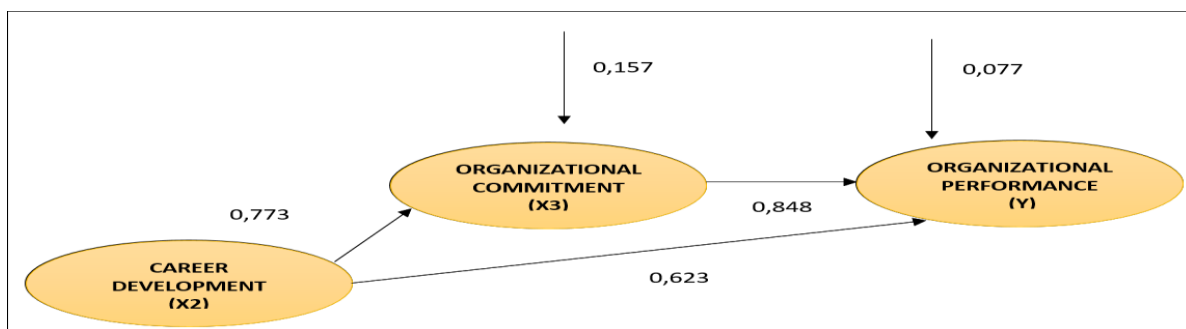 0,157
0,077
ORGANIZATIONAL
COMMITMENT
(X3)
ORGANIZATIONAL
PERFORMANCE
(Y)
0,773
0,848
CAREER
DEVELOPMENT
(X2)
0,623